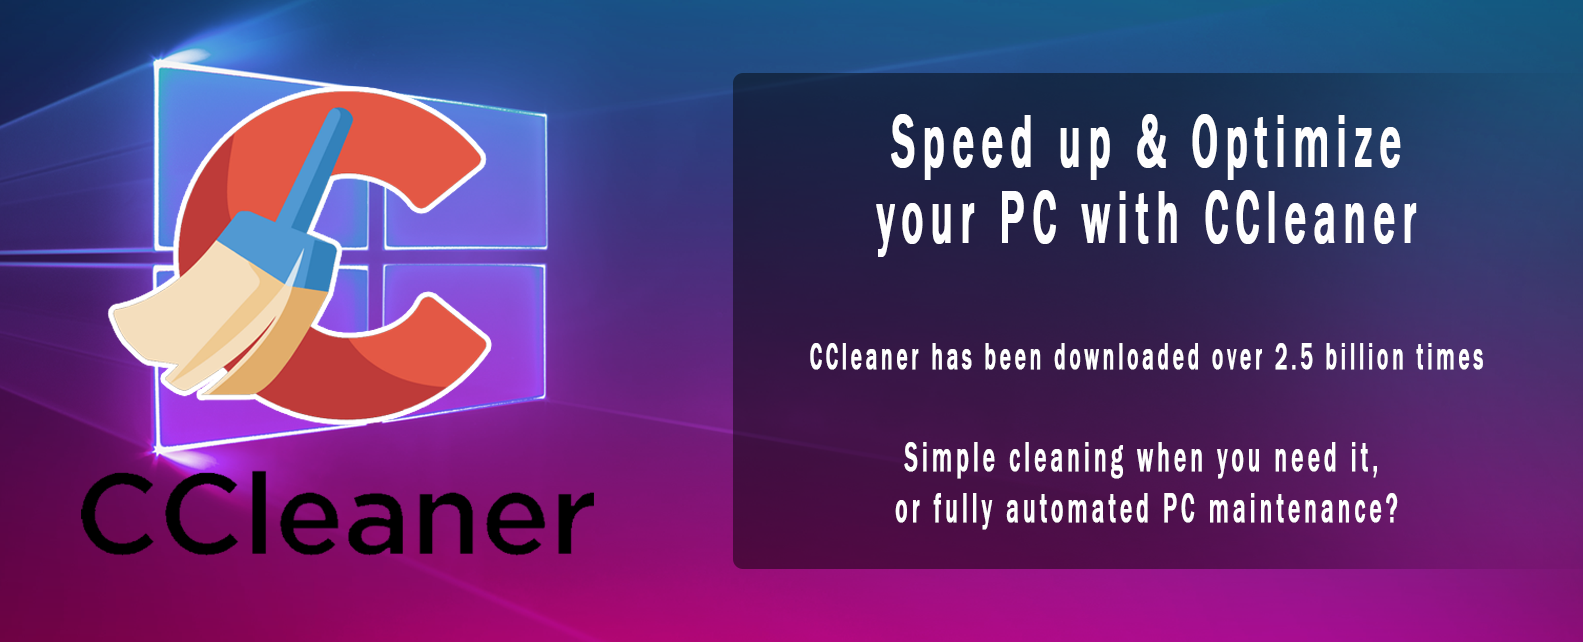 CCleaner
Speed up & Optimize
your PC with CCleaner
CCleaner has been downloaded over 2.5 billion times
Simple cleaning when you need it,
or fully automated PC maintenance?